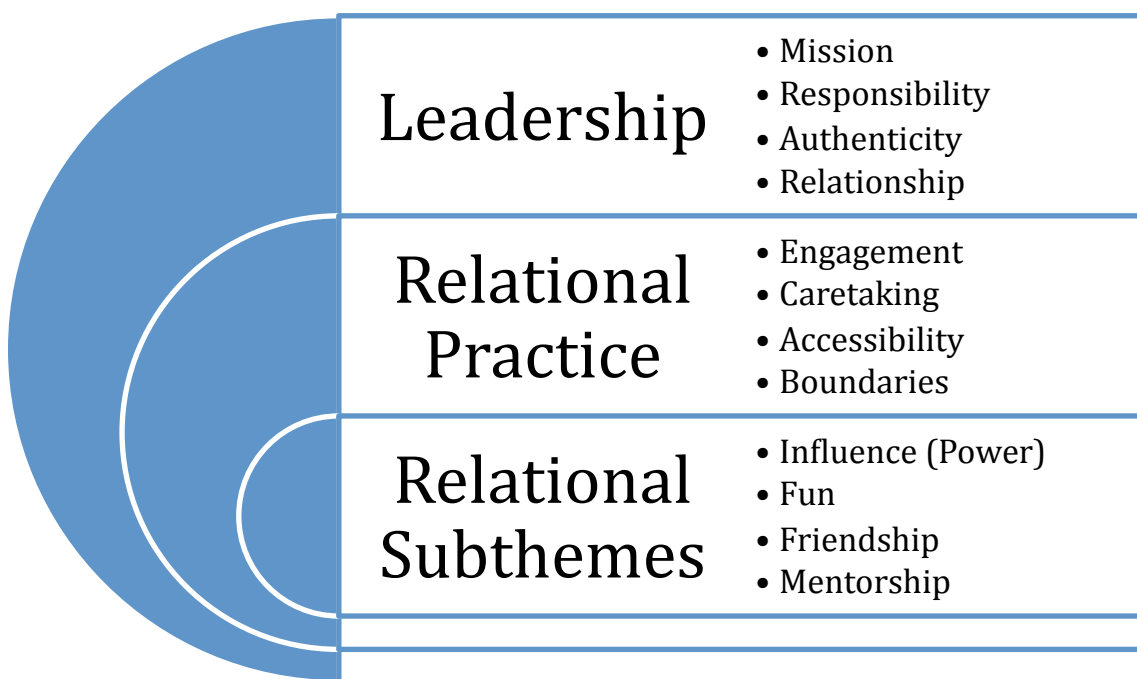 Leadership
• Mission
• Responsibility
• Authenticity
• Relationship
Relational
Practice
• Engagement
• Caretaking
• Accessibility
• Boundaries
Relational
Subthemes
• Influence (Power)
• Fun
• Friendship
• Mentorship